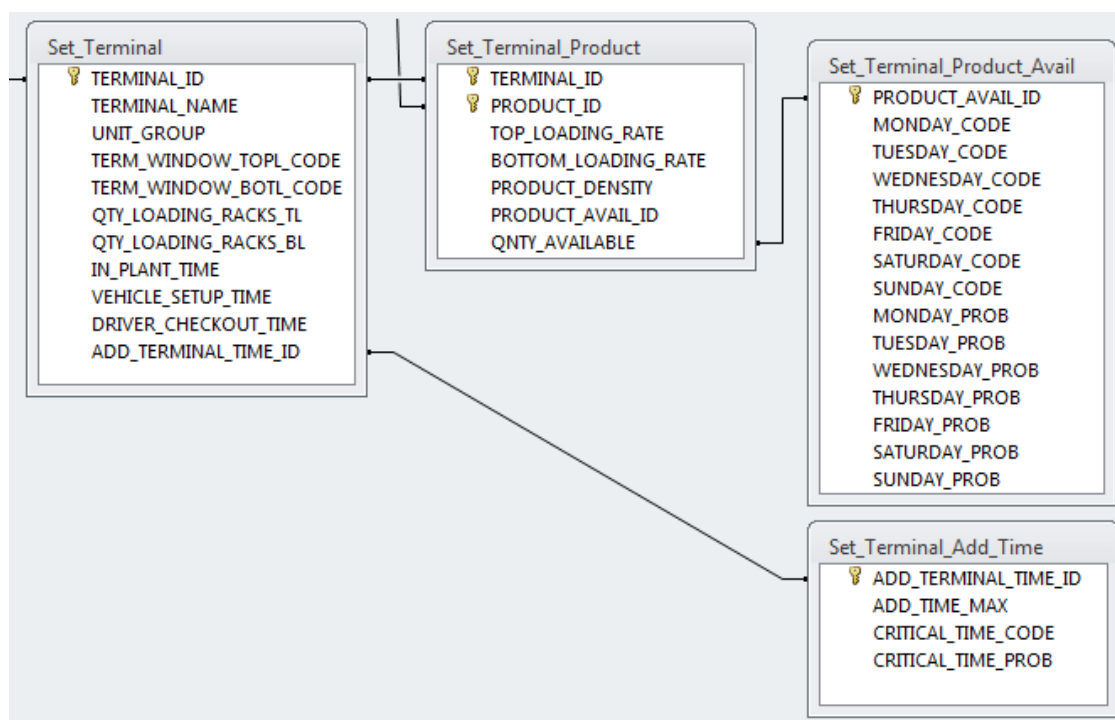 Set_Terminal
TERMINAL_ID
TERMINAL_NAME
UNIT_GROUP
TERM_WINDOW_TOPL_CODE
TERM_WINDOW_BOTL_CODE
QTY_LOADING_RACKS_TL
QTY_LOADING_RACKS_BL
IN_PLANT_TIME
VEHICLE_SETUP_TIME
DRIVER_CHECKOUT_TIME
ADD_TERMINAL_TIME_ID
Set_Terminal_Product
TERMINAL_ID
PRODUCT_ID
TOP_LOADING_RATE
BOTTOM_LOADING_RATE
PRODUCT_DENSITY
PRODUCT_AVAIL_ID
QNTY_AVAILABLE
Set_Terminal_Product_Avail
PRODUCT_AVAIL_ID
MONDAY_CODE
TUESDAY_CODE
WEDNESDAY_CODE
THURSDAY_CODE
FRIDAY_CODE
SATURDAY_CODE
SUNDAY_CODE
MONDAY_PROB
TUESDAY_PROB
WEDNESDAY_PROB
THURSDAY_PROB
FRIDAY_PROB
SATURDAY_PROB
SUNDAY_PROB
Set_Terminal_Add_Time
ADD_TERMINAL_TIME_ID
ADD_TIME_MAX
CRITICAL_TIME_CODE
CRITICAL_TIME_PROB